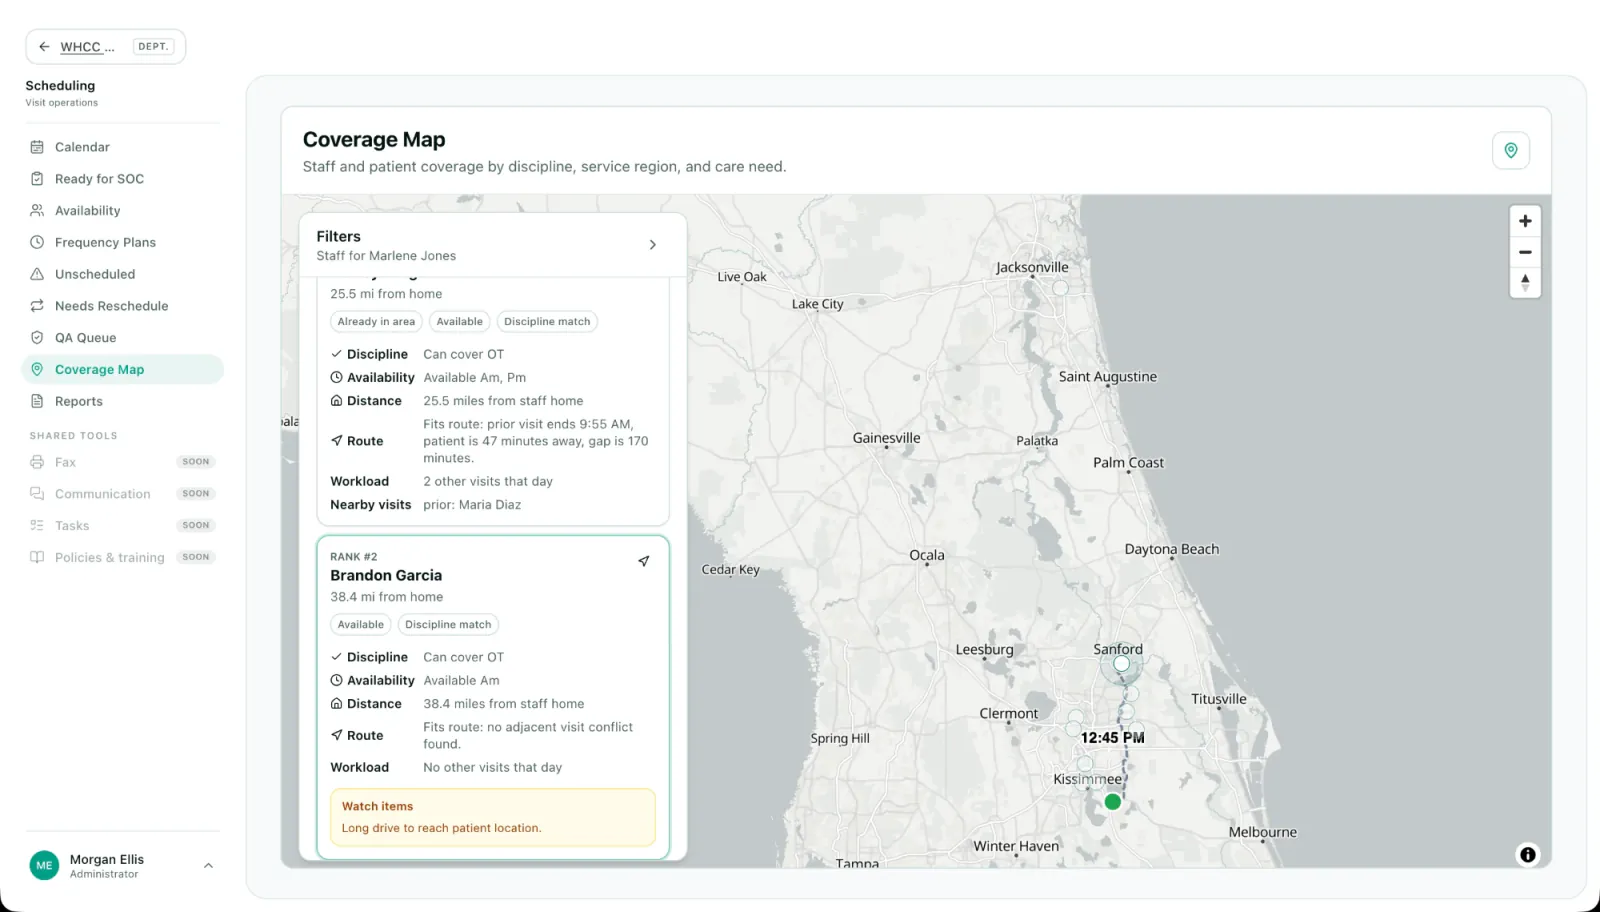 WHCC ...
DEPT.
Scheduling
Visit operations
Calendar
Ready for SOC
Availability
Frequency Plans
Unscheduled
Needs Reschedule
QA Queue
Coverage Map
Reports
SHARED TOOLS
Fax SOON
Communication SOON
Tasks SOON
Policies & training SOON
ME
Morgan Ellis
Administrator
Coverage Map
Staff and patient coverage by discipline, service region, and care need.
Filters
Staff for Marlene Jones
25.5 mi from home
Already in area Available Discipline match
Discipline Can cover OT
Availability Available Am, Pm
Distance 25.5 miles from staff home
Route Fits route: prior visit ends 9:55 AM,
patient is 47 minutes away, gap is 170
minutes.
Workload 2 other visits that day
Nearby visits prior: Maria Diaz
RANK #2
Brandon Garcia
38.4 mi from home
Available Discipline match
Discipline Can cover OT
Availability Available Am
Distance 38.4 miles from staff home
Route Fits route: no adjacent visit conflict
found.
Workload No other visits that day
Watch items
Long drive to reach patient location.
Live Oak
Jacksonville
Lake City
Saint Augustine
Gainesville
Palatka
Palm Coast
Ocala
Daytona Beach
Cedar Key
Leesburg
Sanford
Titusville
Clermont
Spring Hill
12:45 PM
Kissimmee
Melbourne
Winter Haven
Tampa